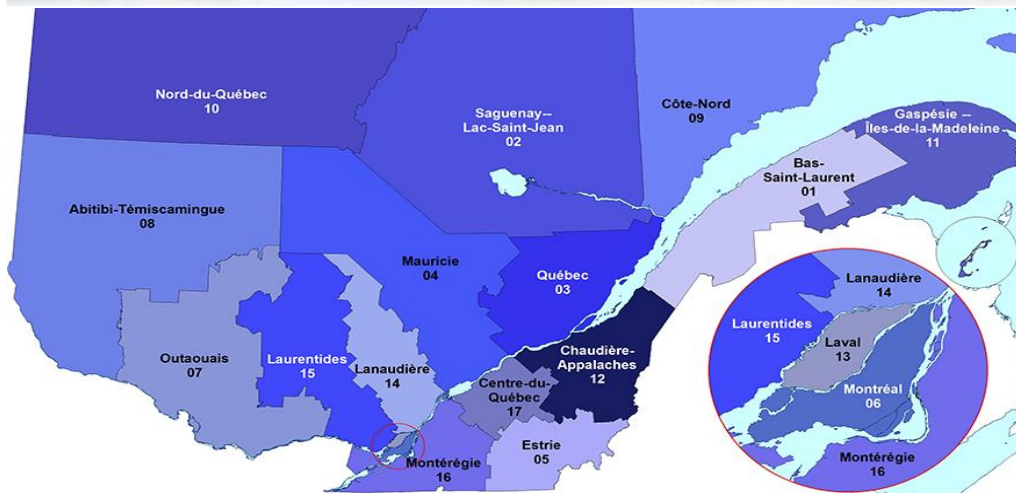 Nord-du-Québec
10
Saguenay--
Lac-Saint-Jean
02
Côte-Nord
09
Gaspésie --
Îles-de-la-Madeleine
11
Bas-
Saint-Laurent
01
Abitibi-Témiscamingue
08
Mauricie
04
Québec
03
Outaouais
07
Laurentides
15
Lanaudière
14
Chaudière-
Appalaches
12
Centre-du-
Québec
17
Estrie
05
Montérégie
16
Lanaudière
14
Laurentides
15
Laval
13
Montréal
06
Montérégie
16